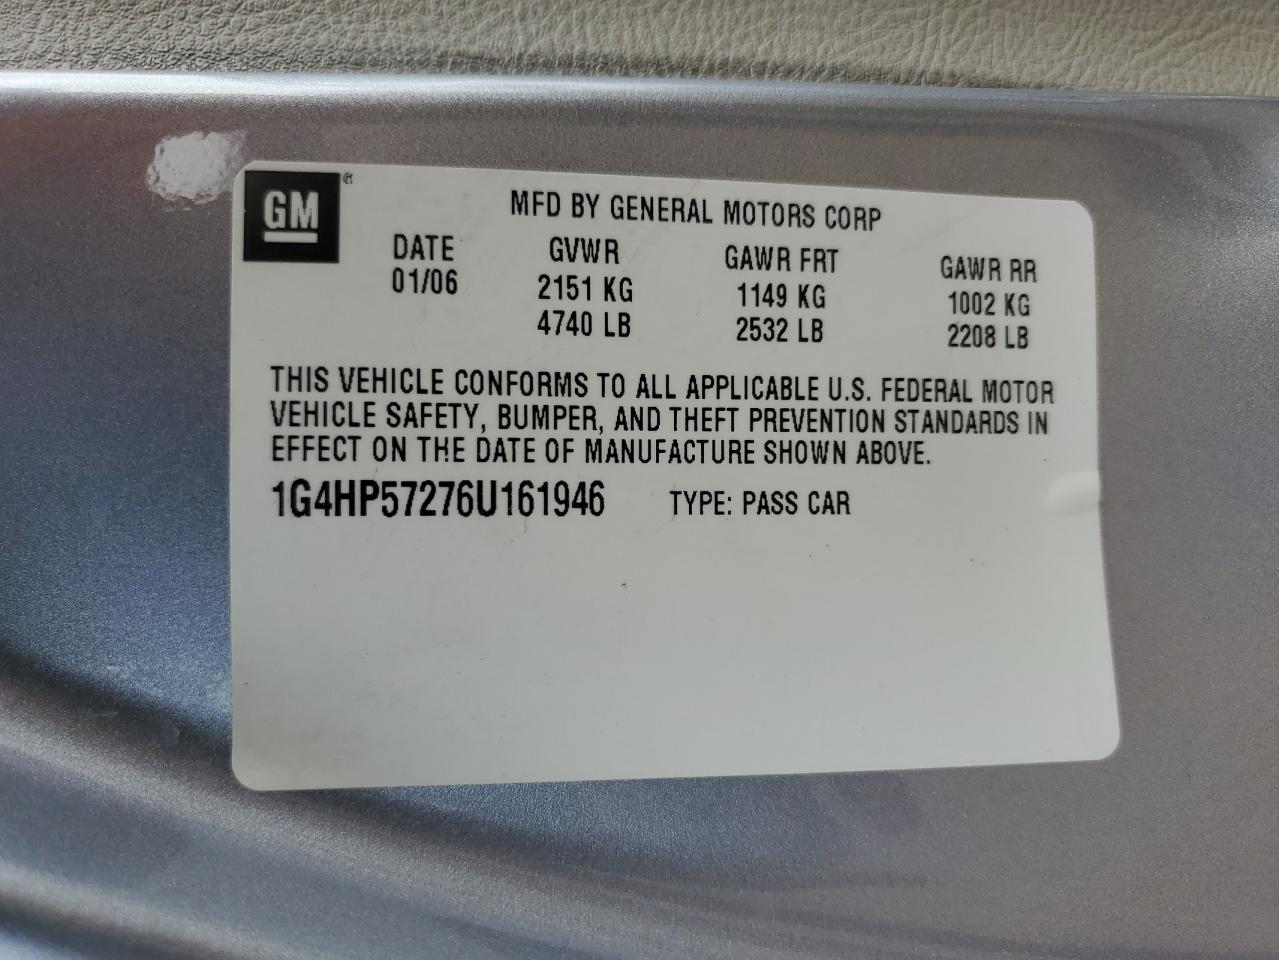 GM®
MFD BY GENERAL MOTORS CORP
DATE GVWR GAWR FRT GAWR RR
01/06 2151 KG 1149 KG 1002 KG
4740 LB 2532 LB 2208 LB
THIS VEHICLE CONFORMS TO ALL APPLICABLE U.S. FEDERAL MOTOR
VEHICLE SAFETY, BUMPER, AND THEFT PREVENTION STANDARDS IN
EFFECT ON THE DATE OF MANUFACTURE SHOWN ABOVE.
1G4HP57276U161946 TYPE: PASS CAR